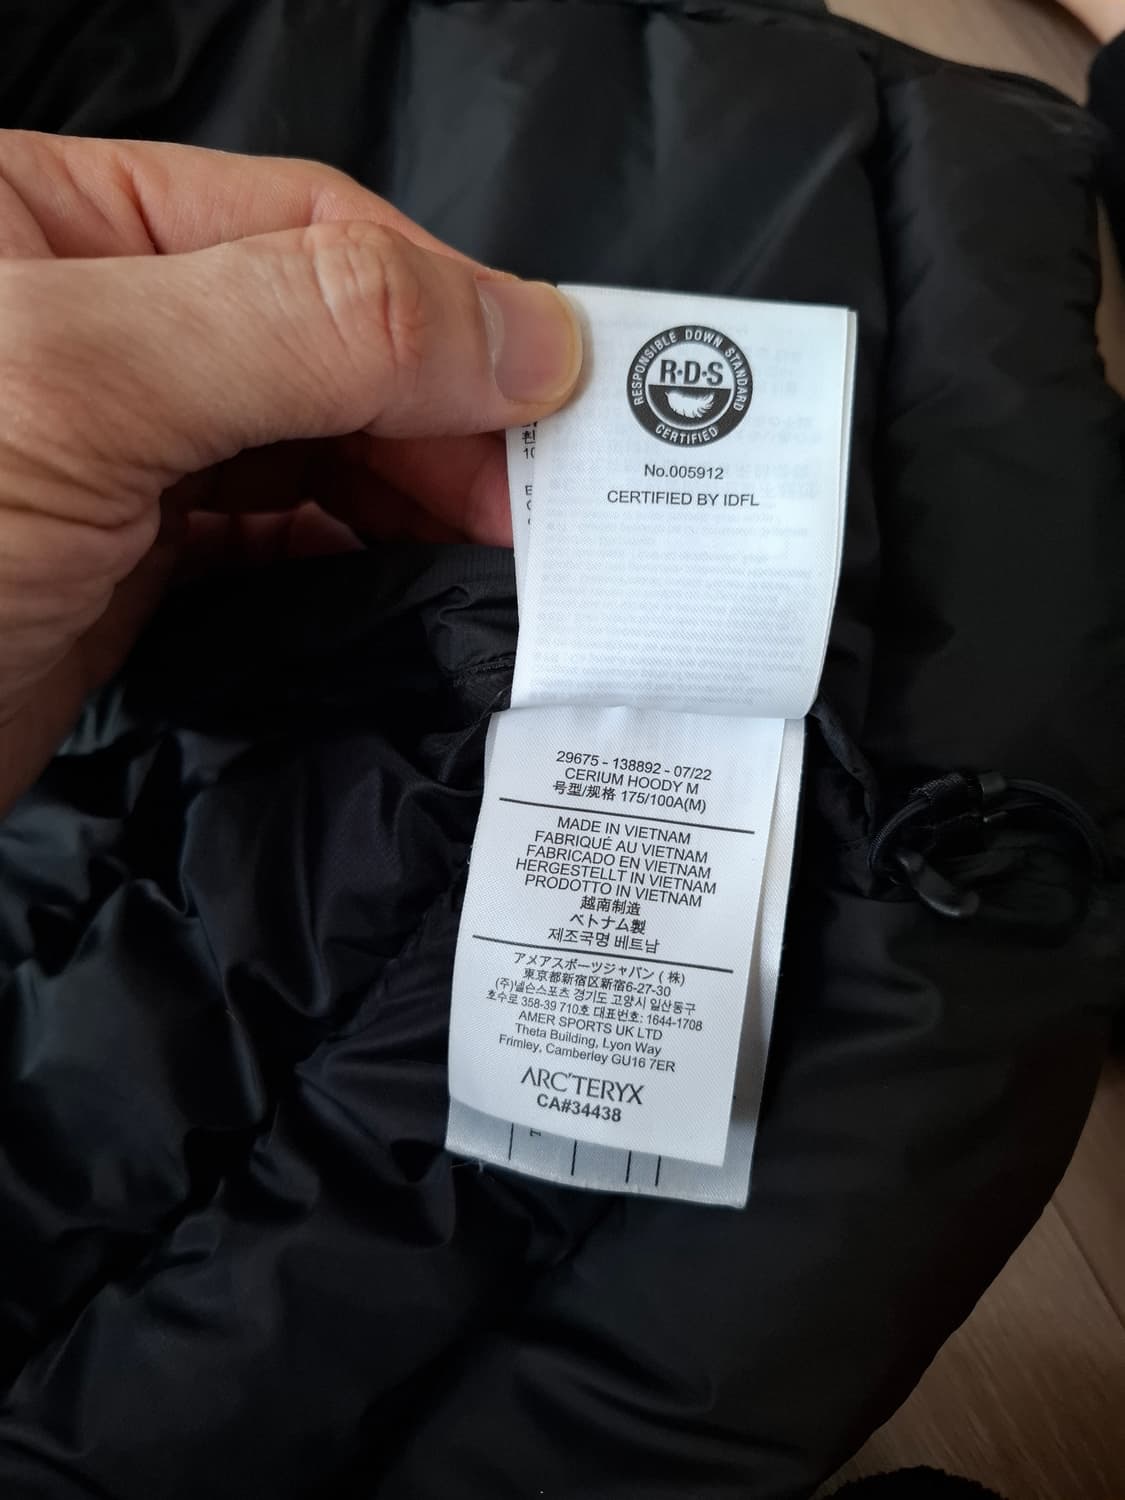 RESPONSIBLE DOWN STANDARD
R·D·S
CERTIFIED
No.005912
CERTIFIED BY IDFL
10
29675 - 138892 - 07/22
CERIUM HOODY M
号型/规格 175/100A(M)
MADE IN VIETNAM
FABRIQUÉ AU VIETNAM
FABRICADO EN VIETNAM
HERGESTELLT IN VIETNAM
PRODOTTO IN VIETNAM
越南制造
ベトナム製
제조국명 베트남
アメアスポーツジャパン (株)
東京都新宿区新宿6-27-30
(주)넬슨스포츠 경기도 고양시 일산동구
호수로 358-39 710호 대표번호: 1644-1708
AMER SPORTS UK LTD
Theta Building, Lyon Way
Frimley, Camberley GU16 7ER
ARC'TERYX
CA#34438